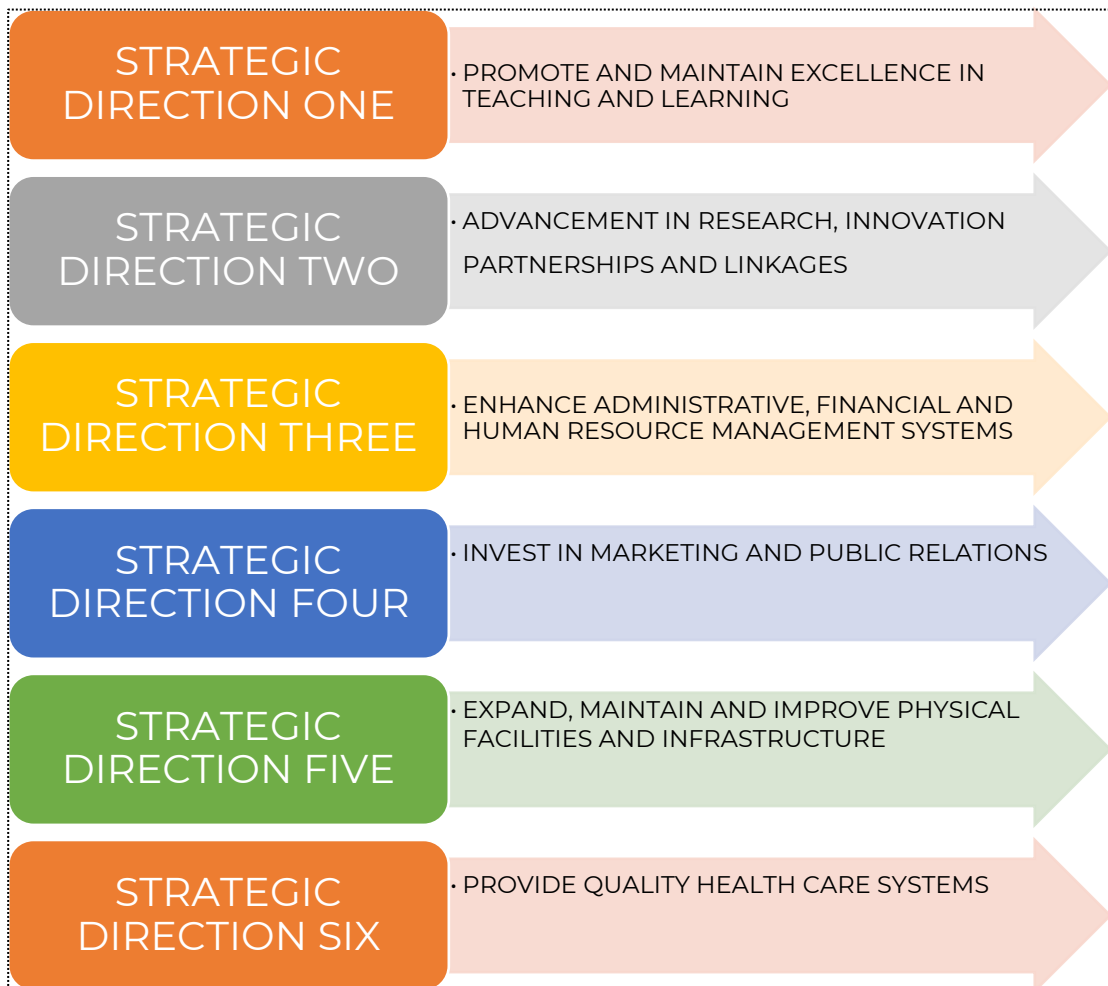 STRATEGIC
DIRECTION ONE
• PROMOTE AND MAINTAIN EXCELLENCE IN
TEACHING AND LEARNING
STRATEGIC
DIRECTION TWO
• ADVANCEMENT IN RESEARCH, INNOVATION
PARTNERSHIPS AND LINKAGES
STRATEGIC
DIRECTION THREE
• ENHANCE ADMINISTRATIVE, FINANCIAL AND
HUMAN RESOURCE MANAGEMENT SYSTEMS
STRATEGIC
DIRECTION FOUR
• INVEST IN MARKETING AND PUBLIC RELATIONS
STRATEGIC
DIRECTION FIVE
• EXPAND, MAINTAIN AND IMPROVE PHYSICAL
FACILITIES AND INFRASTRUCTURE
STRATEGIC
DIRECTION SIX
• PROVIDE QUALITY HEALTH CARE SYSTEMS